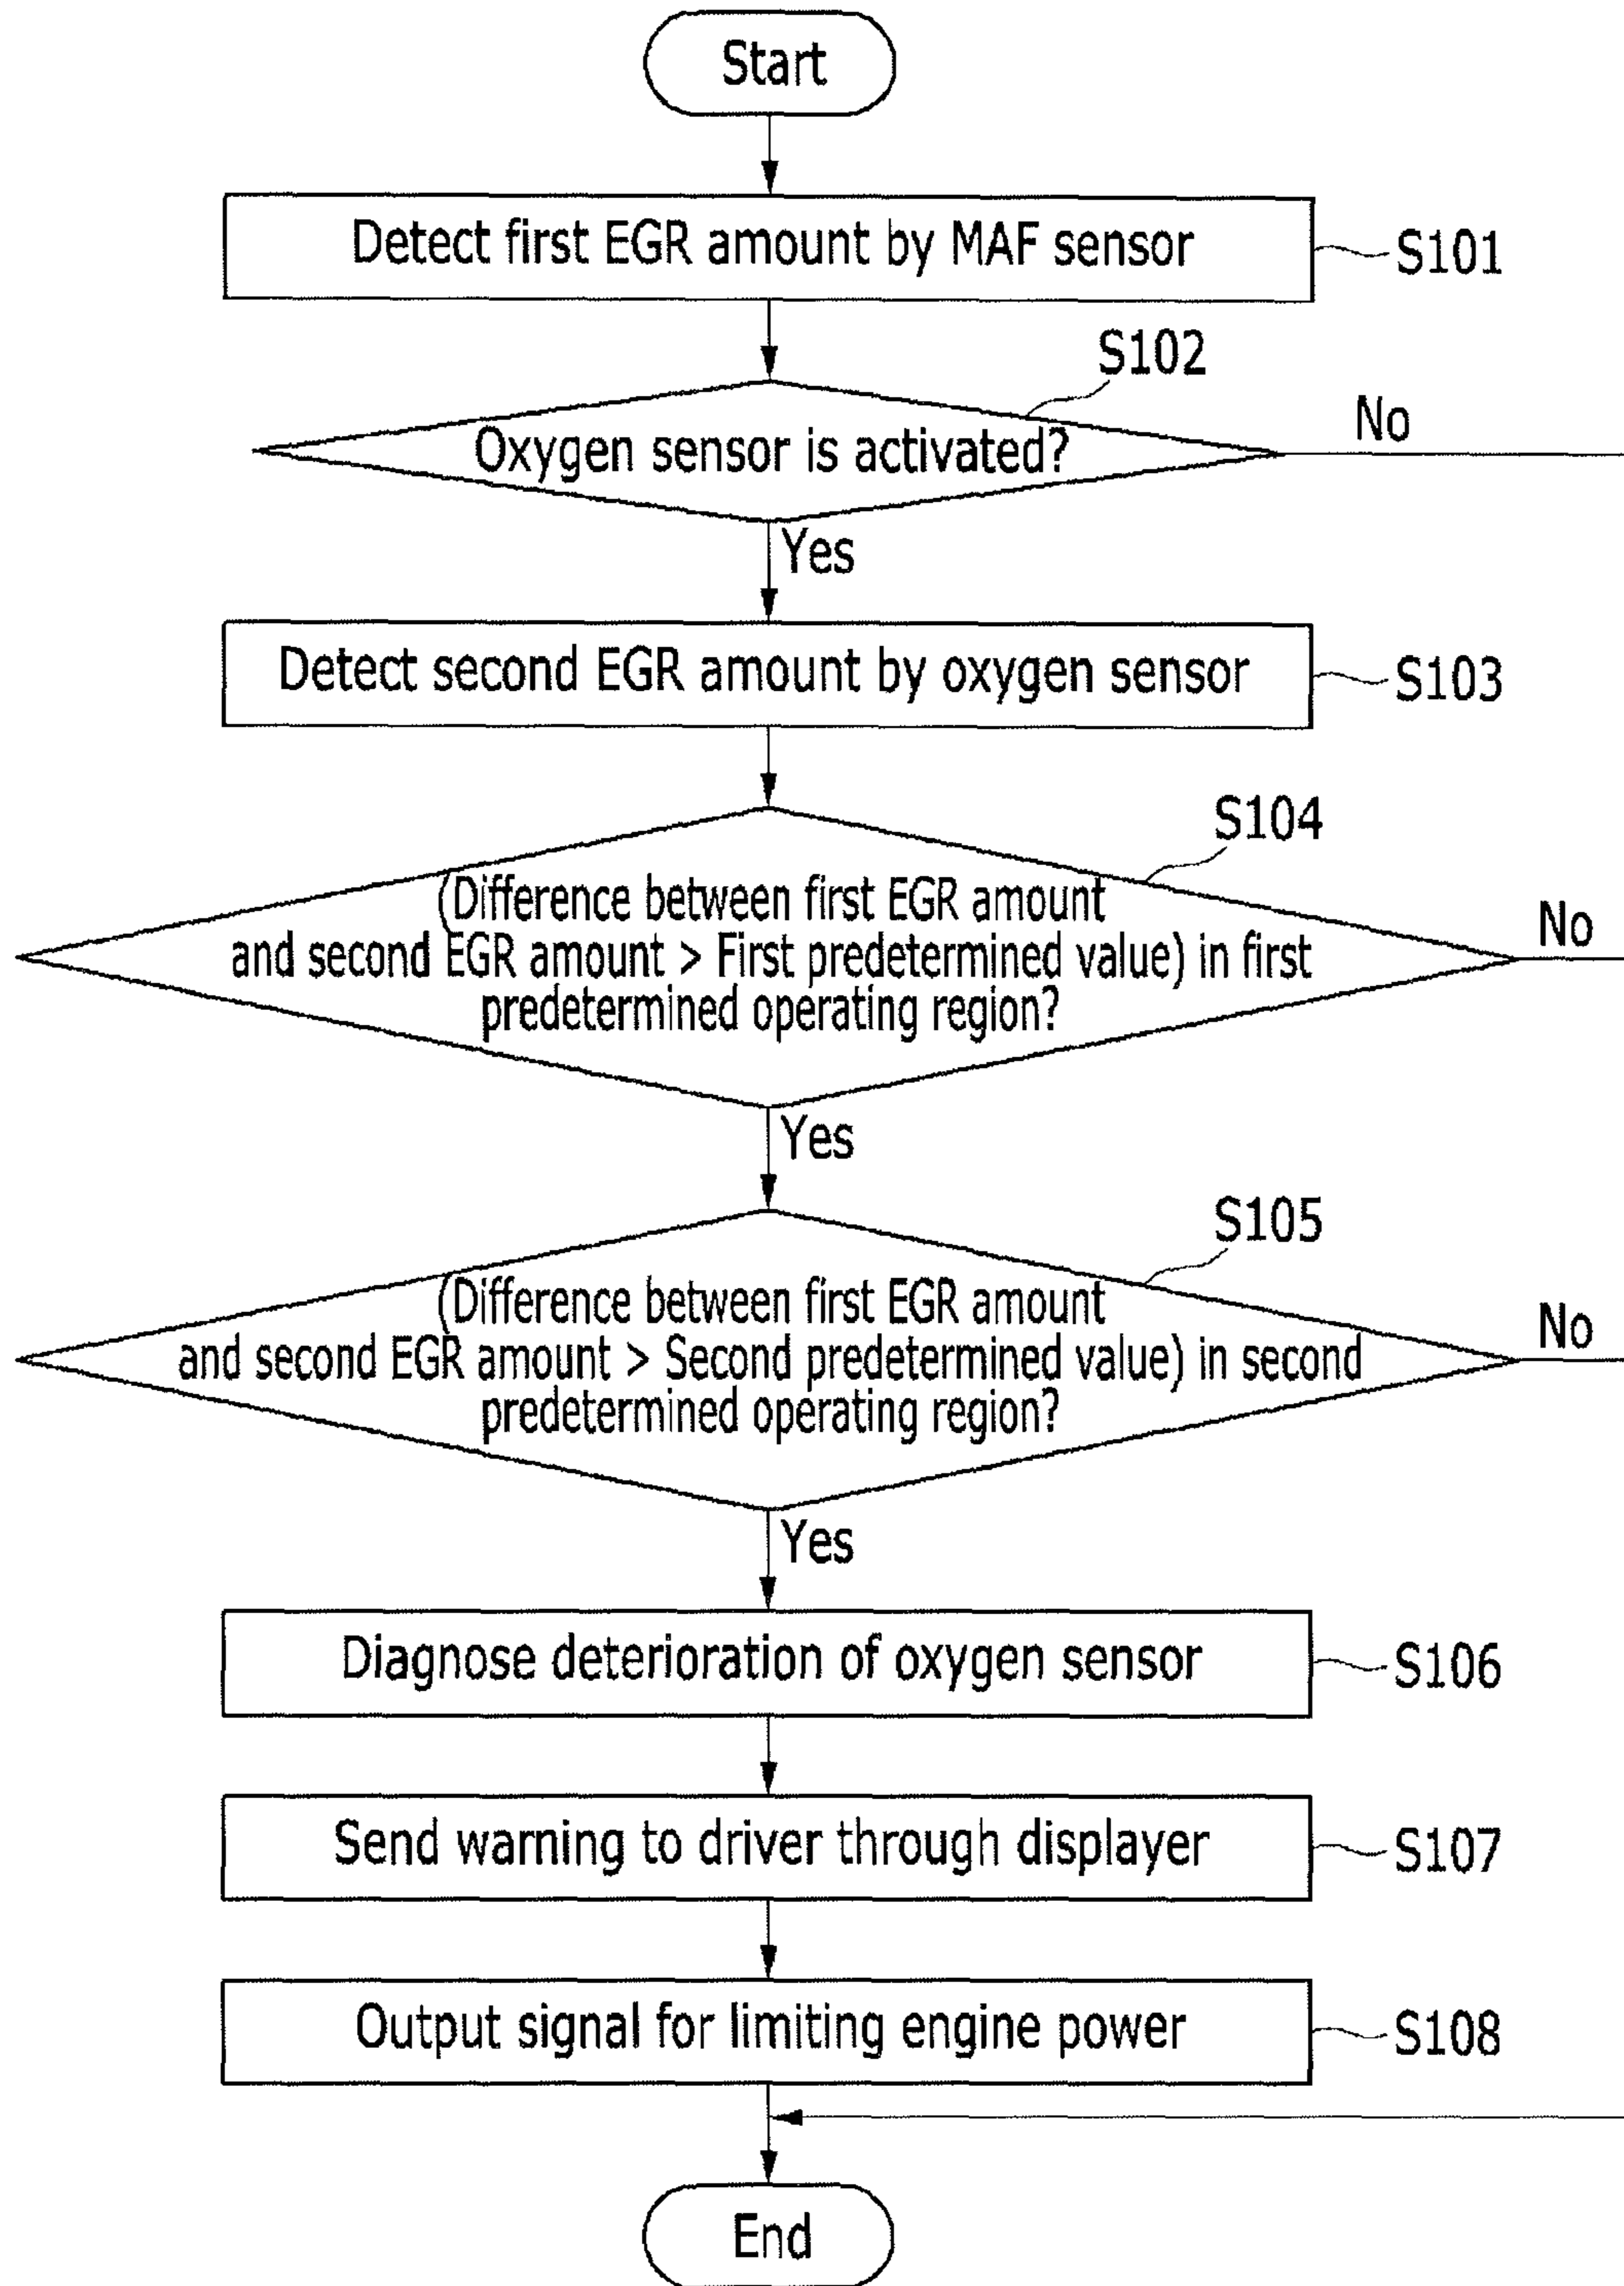 Start
Detect first EGR amount by MAF sensor
S101
S102
Oxygen sensor is activated?
No
Yes
Detect second EGR amount by oxygen sensor
S103
S104
(Difference between first EGR amount
and second EGR amount > First predetermined value) in first
predetermined operating region?
No
Yes
S105
(Difference between first EGR amount
and second EGR amount > Second predetermined value) in second
predetermined operating region?
No
Yes
Diagnose deterioration of oxygen sensor
S106
Send warning to driver through displayer
S107
Output signal for limiting engine power
S108
End